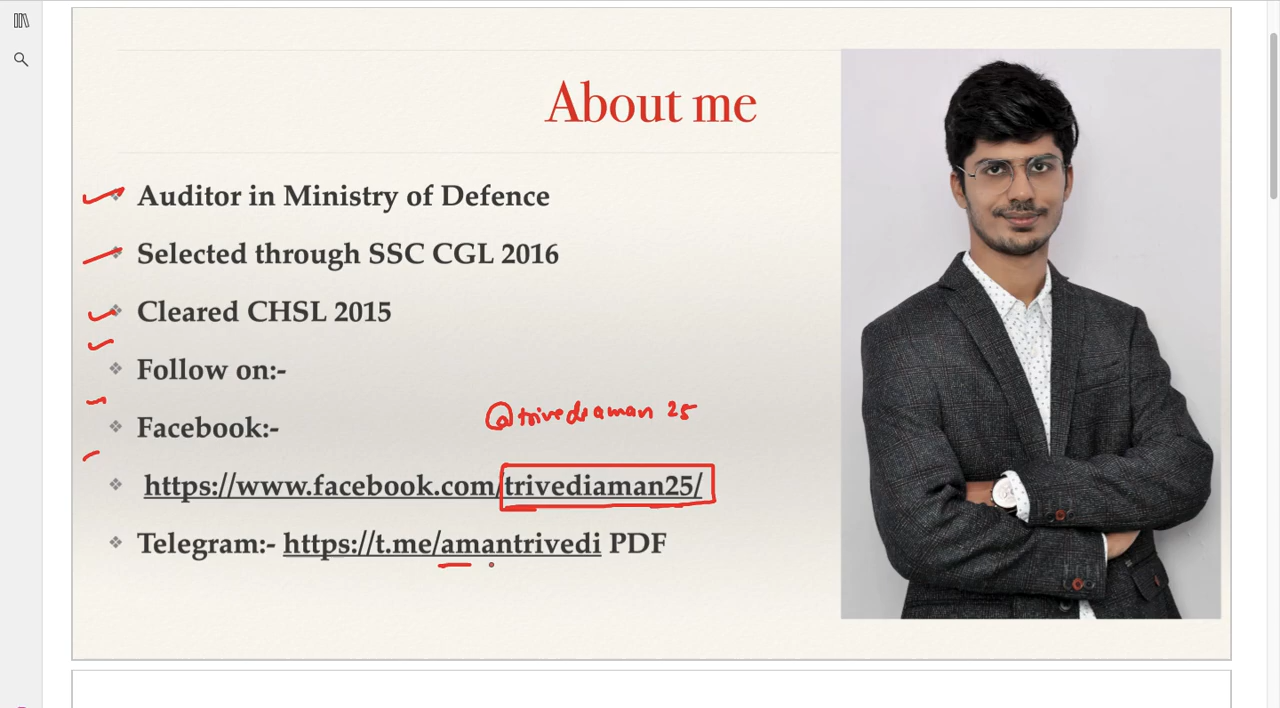 About me
Auditor in Ministry of Defence
Selected through SSC CGL 2016
Cleared CHSL 2015
Follow on:-
@trivediaman 25
Facebook:-
https://www.facebook.com/trivediaman25/
Telegram:- https://t.me/amantrivedi PDF